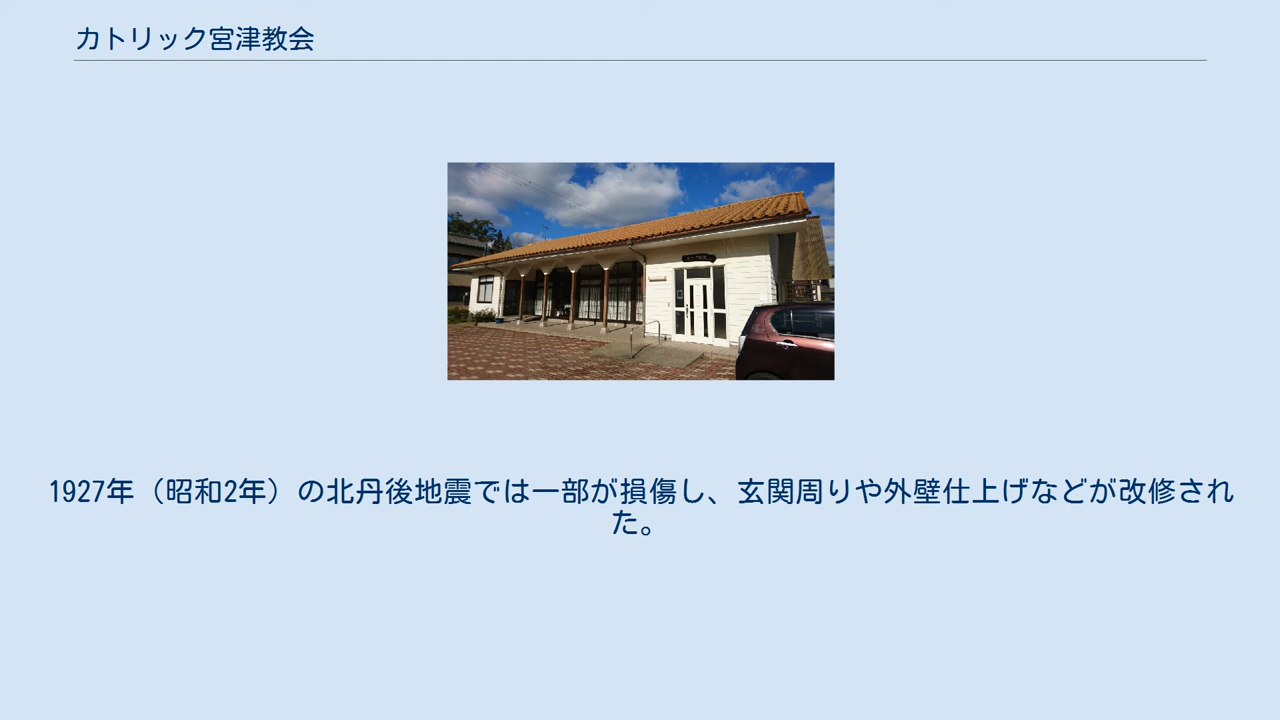 カトリック宮津教会
1927年（昭和2年）の北丹後地震では一部が損傷し、玄関周りや外壁仕上げなどが改修され
た。